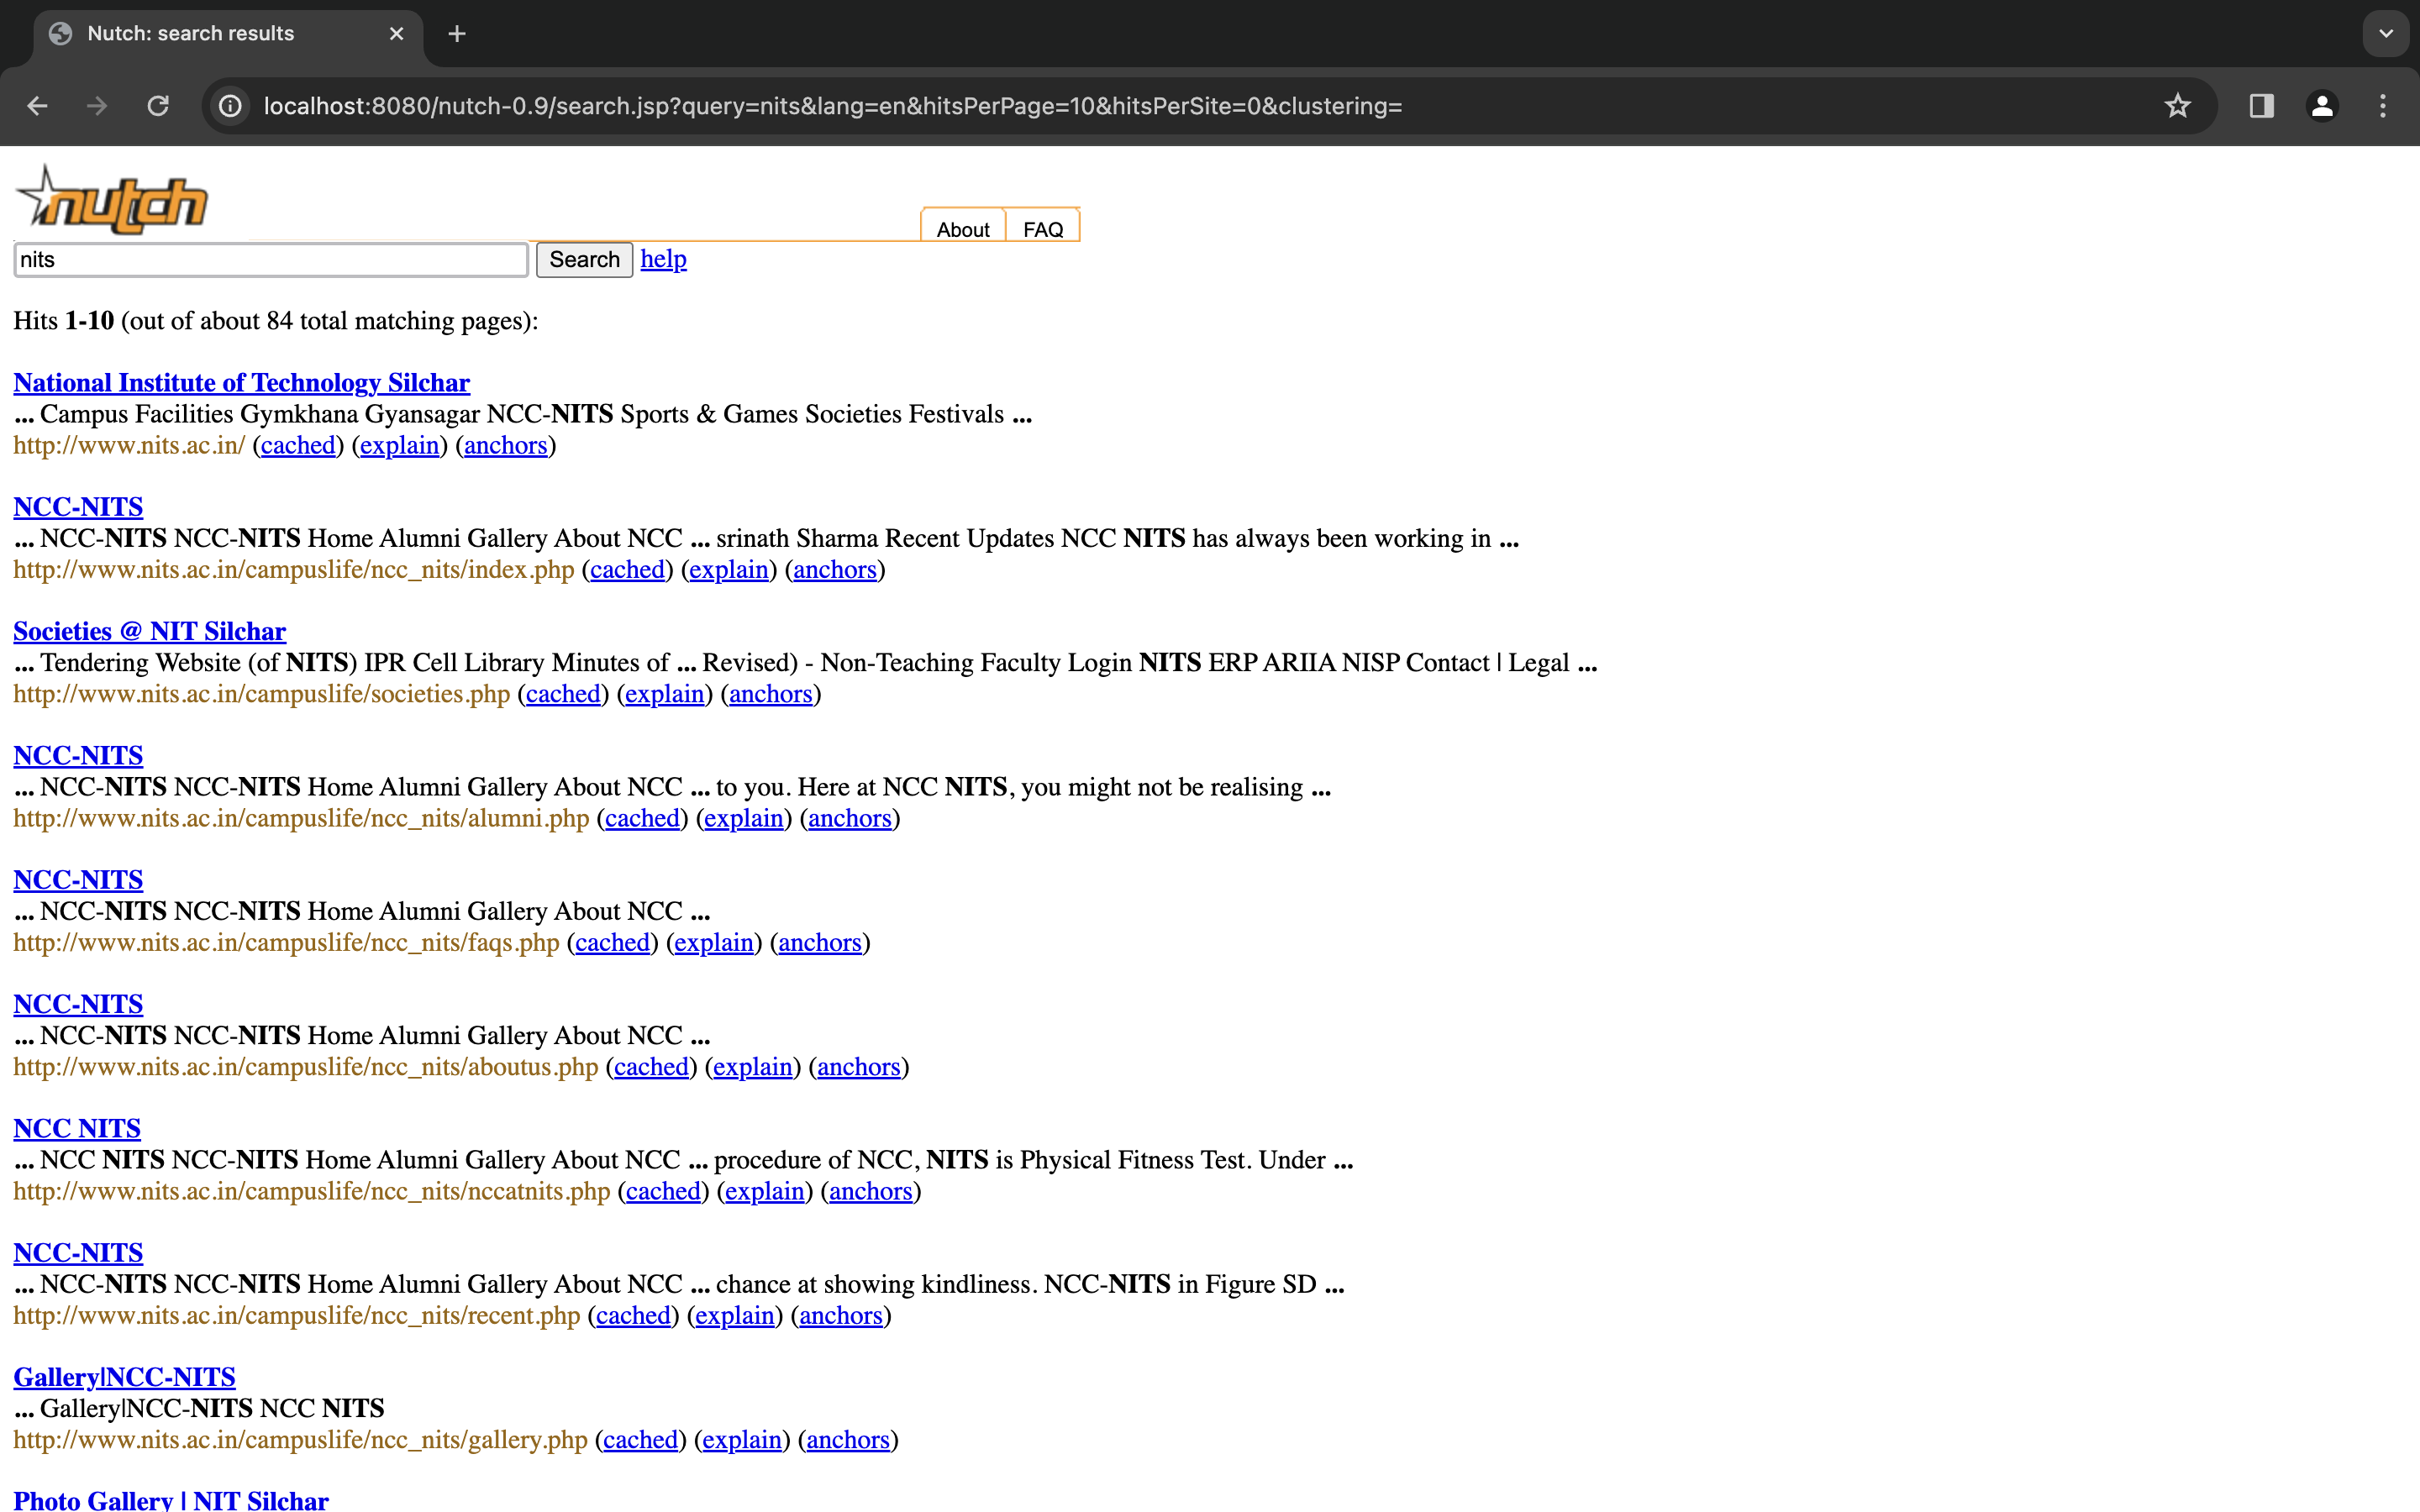 Nutch: search results
localhost:8080/nutch-0.9/search.jsp?query=nits&lang=en&hitsPerPage=10&hitsPerSite=0&clustering=
nutch
About FAQ
nits Search help
Hits 1-10 (out of about 84 total matching pages):
National Institute of Technology Silchar
... Campus Facilities Gymkhana Gyansagar NCC-NITS Sports & Games Societies Festivals ...
http://www.nits.ac.in/ (cached) (explain) (anchors)
NCC-NITS
... NCC-NITS NCC-NITS Home Alumni Gallery About NCC ... srinath Sharma Recent Updates NCC NITS has always been working in ...
http://www.nits.ac.in/campuslife/ncc_nits/index.php (cached) (explain) (anchors)
Societies @ NIT Silchar
... Tendering Website (of NITS) IPR Cell Library Minutes of ... Revised) - Non-Teaching Faculty Login NITS ERP ARIIA NISP Contact | Legal ...
http://www.nits.ac.in/campuslife/societies.php (cached) (explain) (anchors)
NCC-NITS
... NCC-NITS NCC-NITS Home Alumni Gallery About NCC ... to you. Here at NCC NITS, you might not be realising ...
http://www.nits.ac.in/campuslife/ncc_nits/alumni.php (cached) (explain) (anchors)
NCC-NITS
... NCC-NITS NCC-NITS Home Alumni Gallery About NCC ...
http://www.nits.ac.in/campuslife/ncc_nits/faqs.php (cached) (explain) (anchors)
NCC-NITS
... NCC-NITS NCC-NITS Home Alumni Gallery About NCC ...
http://www.nits.ac.in/campuslife/ncc_nits/aboutus.php (cached) (explain) (anchors)
NCC NITS
... NCC NITS NCC-NITS Home Alumni Gallery About NCC ... procedure of NCC, NITS is Physical Fitness Test. Under ...
http://www.nits.ac.in/campuslife/ncc_nits/nccatnits.php (cached) (explain) (anchors)
NCC-NITS
... NCC-NITS NCC-NITS Home Alumni Gallery About NCC ... chance at showing kindliness. NCC-NITS in Figure SD ...
http://www.nits.ac.in/campuslife/ncc_nits/recent.php (cached) (explain) (anchors)
Gallery|NCC-NITS
... Gallery|NCC-NITS NCC NITS
http://www.nits.ac.in/campuslife/ncc_nits/gallery.php (cached) (explain) (anchors)
Photo Gallery | NIT Silchar